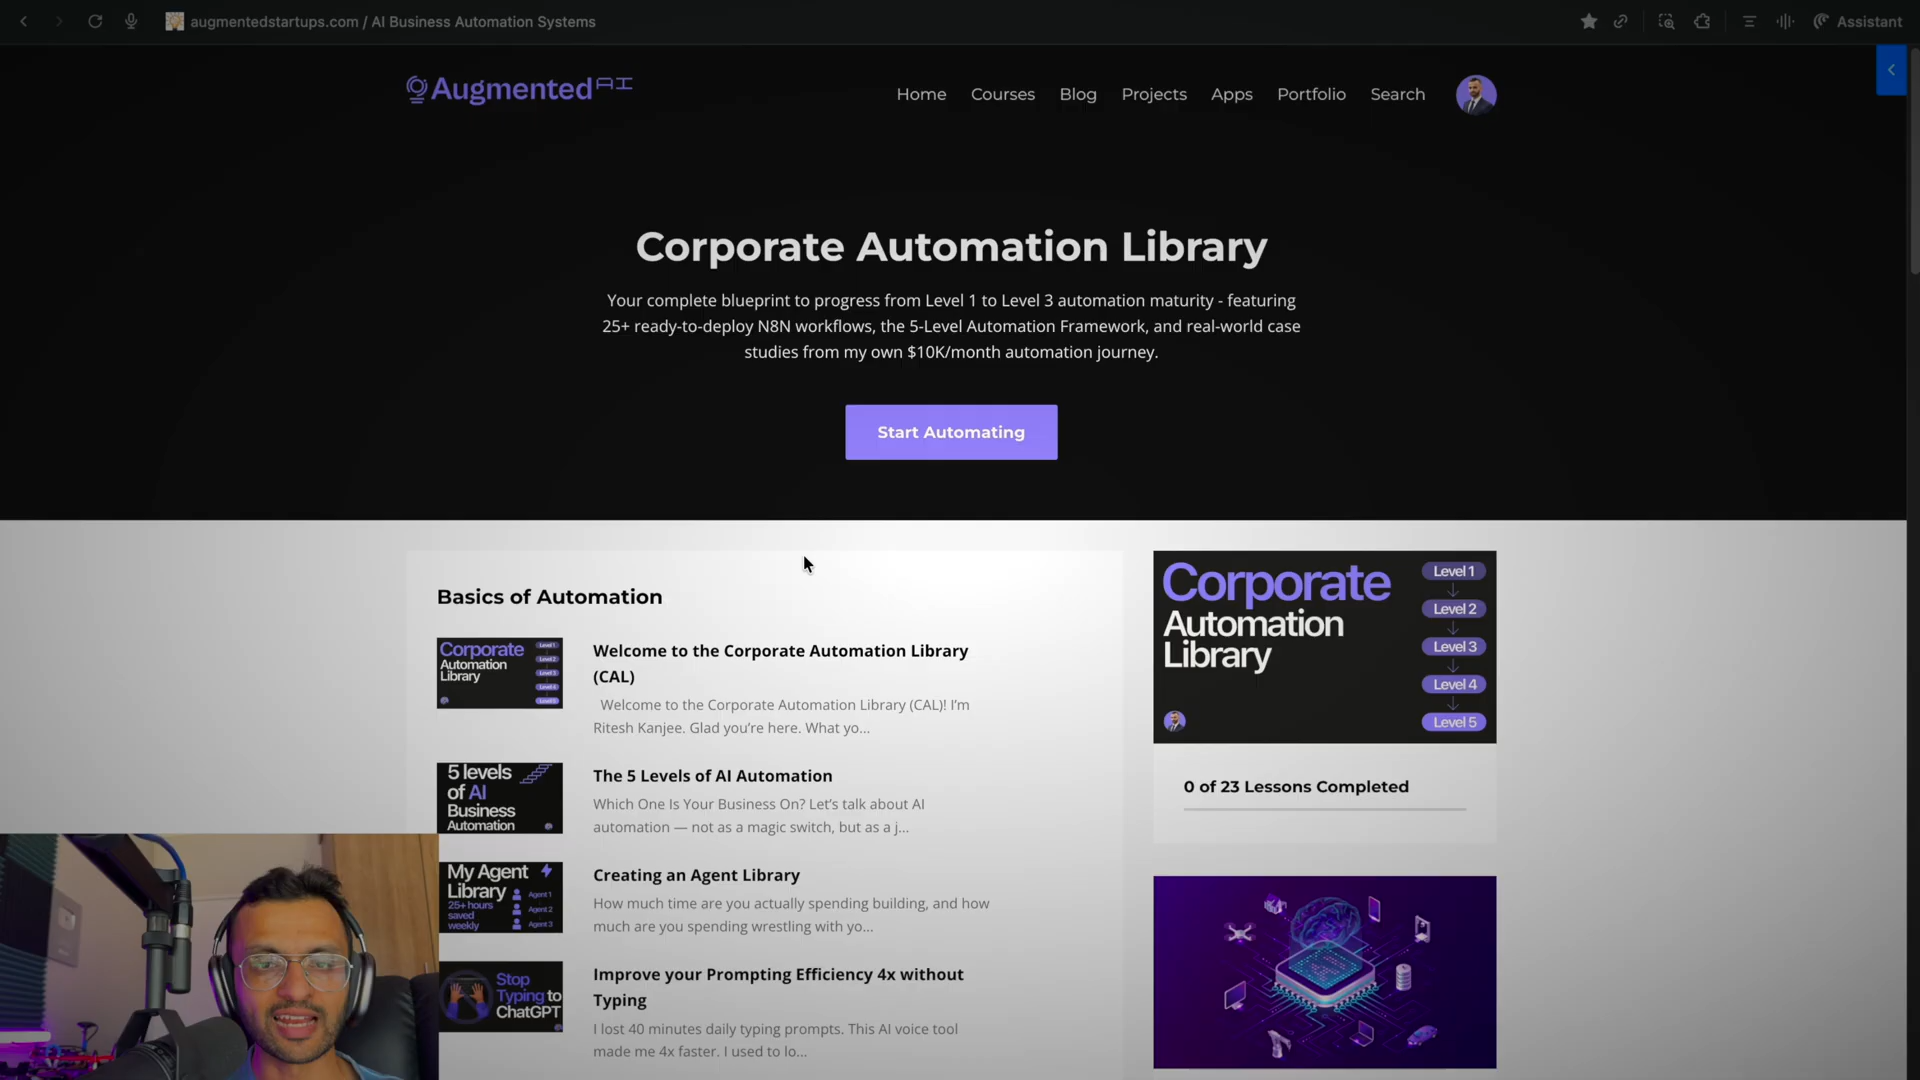 augmentedstartups.com / AI Business Automation Systems
Assistant
Augmented AI
Home
Courses
Blog
Projects
Apps
Portfolio
Search
Corporate Automation Library
Your complete blueprint to progress from Level 1 to Level 3 automation maturity - featuring
25+ ready-to-deploy N8N workflows, the 5-Level Automation Framework, and real-world case
studies from my own $10K/month automation journey.
Start Automating
Basics of Automation
Corporate
Automation
Library
Level 1
Level 2
Level 3
Level 4
Level 5
Welcome to the Corporate Automation Library
(CAL)
Welcome to the Corporate Automation Library (CAL)! I'm
Ritesh Kanjee. Glad you're here. What yo...
5 levels
of AI
Business
Automation
The 5 Levels of AI Automation
Which One Is Your Business On? Let's talk about AI
automation — not as a magic switch, but as a j...
My Agent
Library
25+ hours
saved
weekly
Agent 1
Agent 2
Agent 3
Creating an Agent Library
How much time are you actually spending building, and how
much are you spending wrestling with yo...
Stop
Typing to
ChatGPT
Improve your Prompting Efficiency 4x without
Typing
I lost 40 minutes daily typing prompts. This AI voice tool
made me 4x faster. I used to lo...
Corporate
Automation
Library
Level 1
Level 2
Level 3
Level 4
Level 5
0 of 23 Lessons Completed